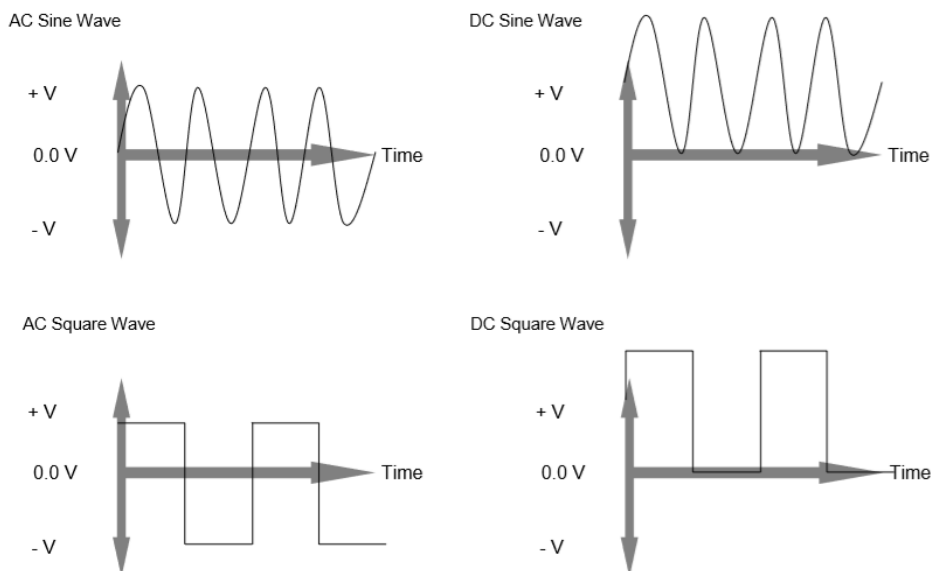 AC Sine Wave
+ V
0.0 V
Time
- V
DC Sine Wave
+ V
0.0 V
Time
- V
AC Square Wave
+ V
0.0 V
Time
- V
DC Square Wave
+ V
0.0 V
Time
- V